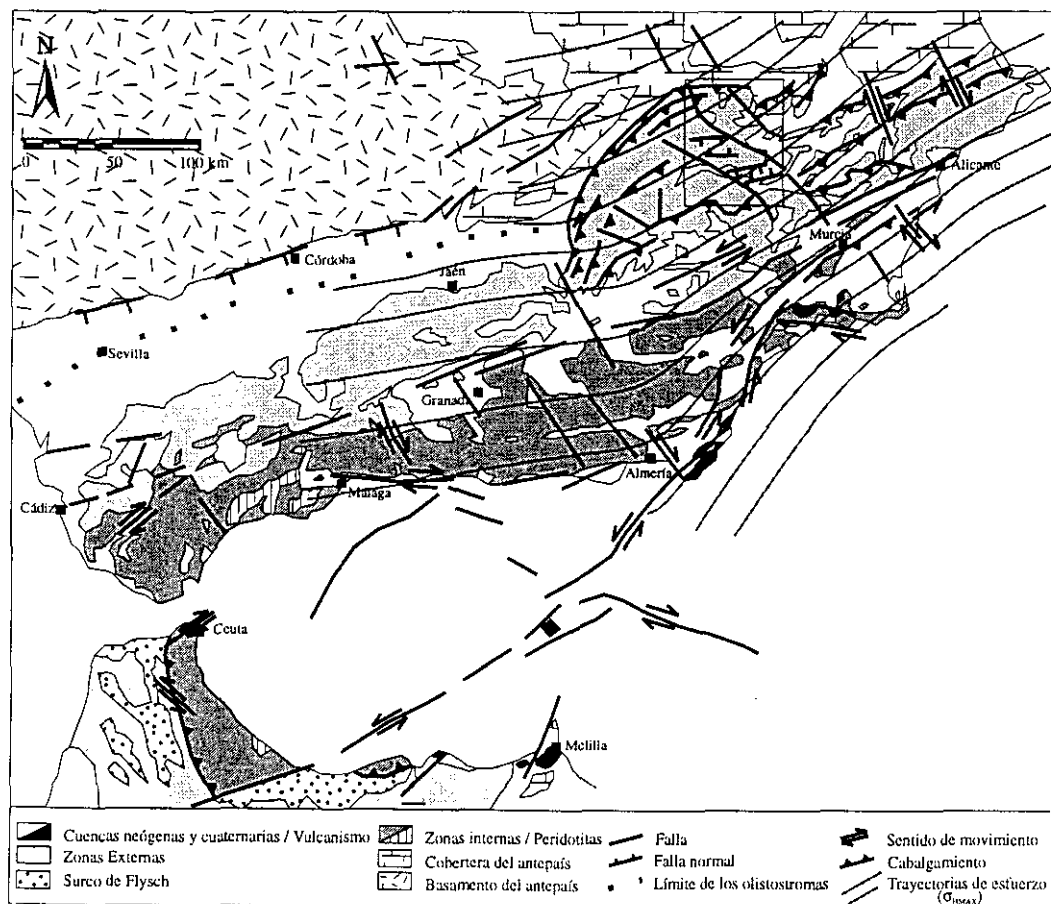 N
0 50 100 km
Alicante
Murcia
Córdoba
Jaén
Sevilla
Granada
Almería
Málaga
Cádiz
Ceuta
Melilla
Cuencas neógenas y cuaternarias / Vulcanismo
Zonas Externas
Surco de Flysch
Zonas internas / Peridotitas
Cobertera del antepaís
Basamento del antepaís
Falla
Falla normal
Límite de los olistostromas
Sentido de movimiento
Cabalgamiento
Trayectorias de esfuerzo
(σHMAX)